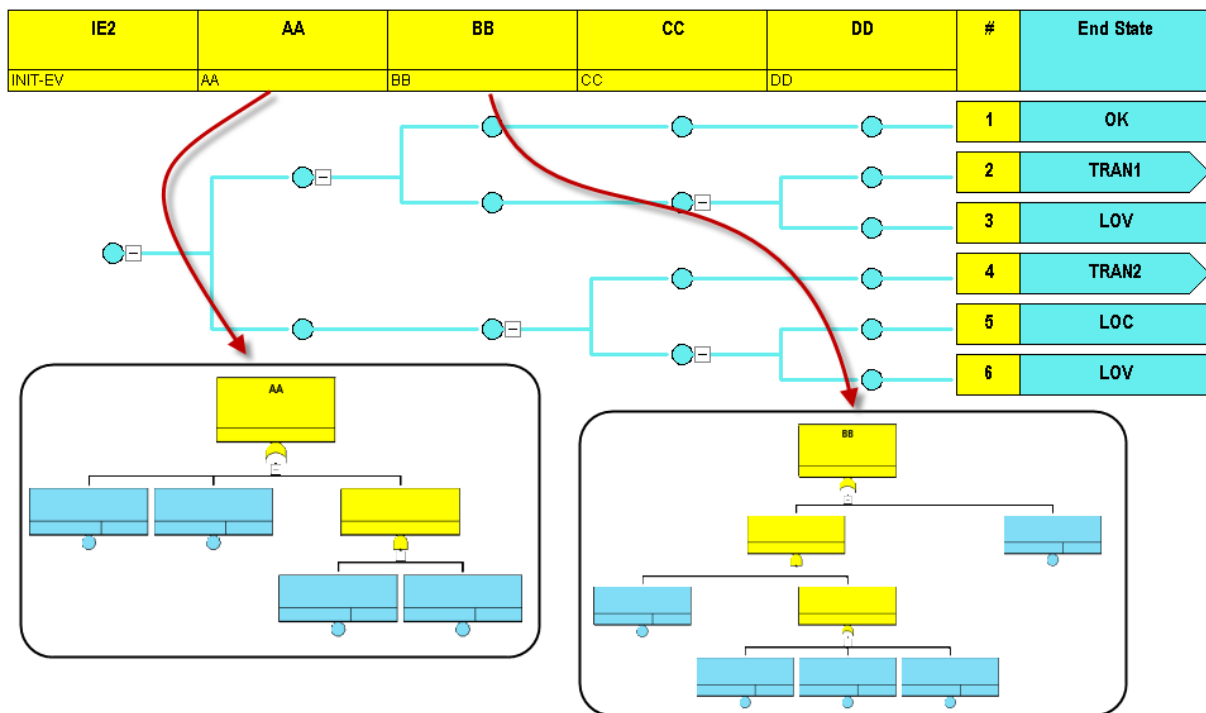 IE2 AA BB CC DD # End State
INIT-EV AA BB CC DD
1 OK
2 TRAN1
3 LOV
4 TRAN2
5 LOC
6 LOV
AA
BB